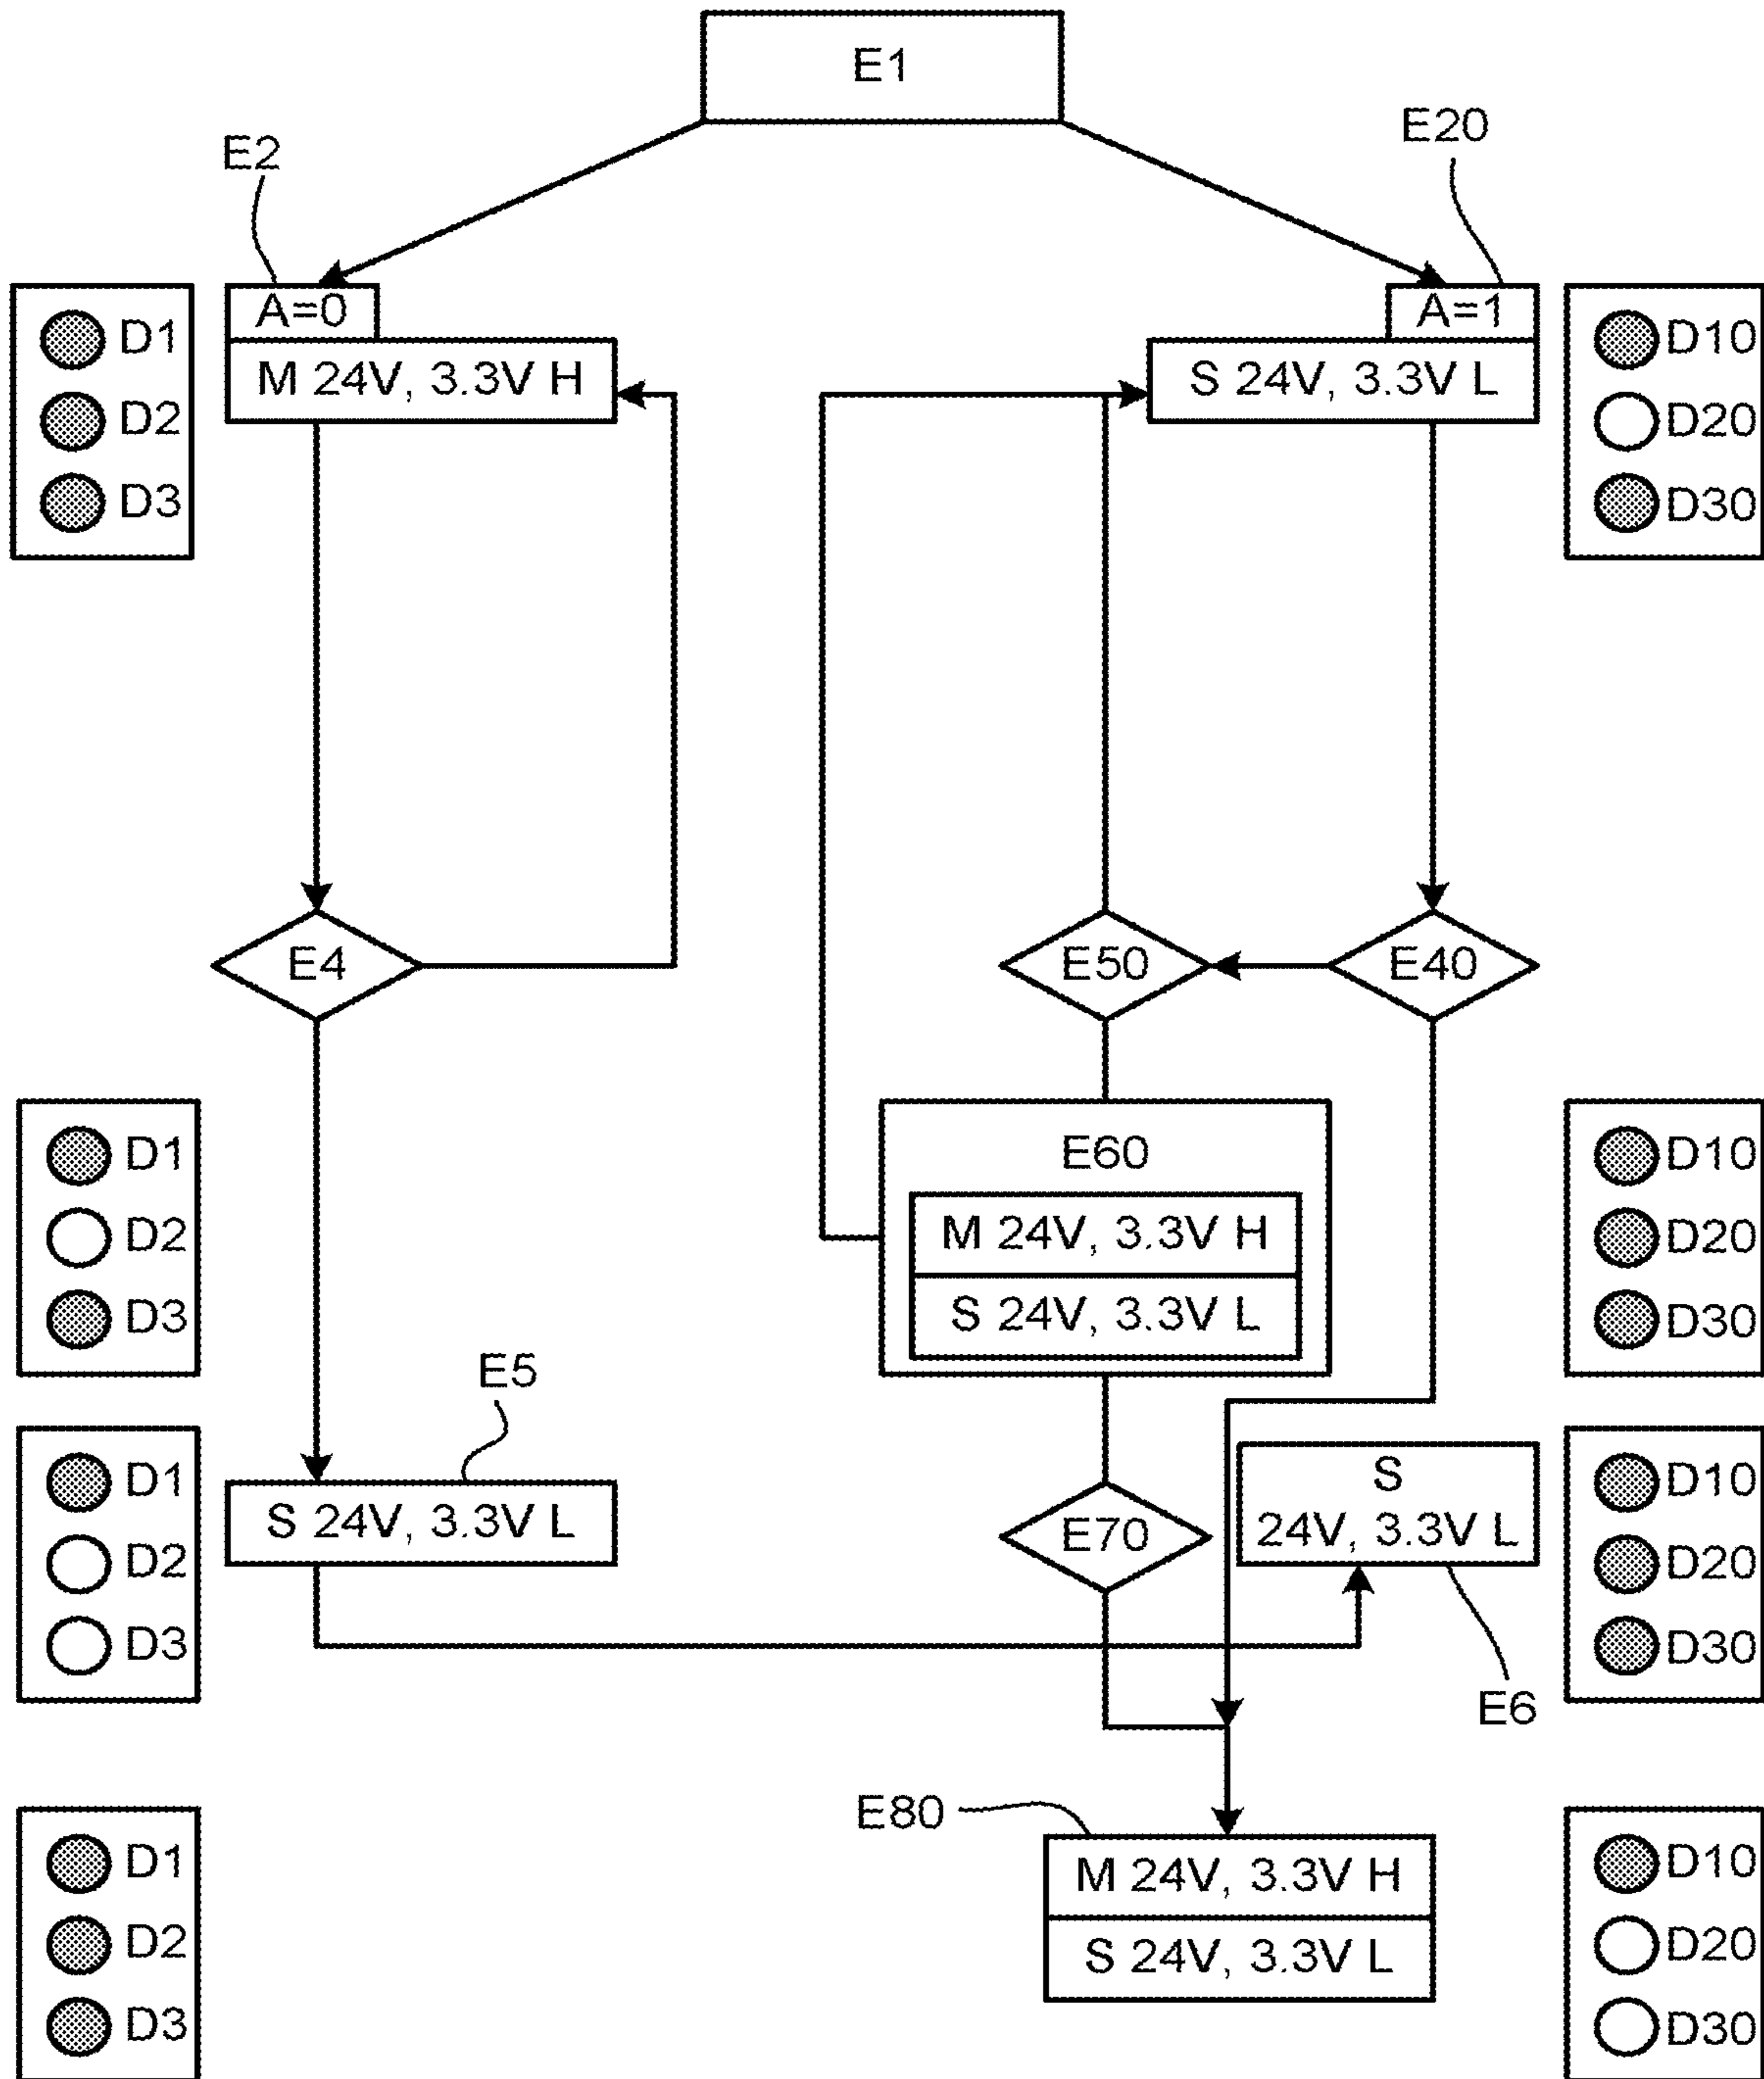 E1
E2
E20
A=0
A=1
D1
M 24V, 3.3V H
S 24V, 3.3V L
D10
D2
D20
D3
D30
E4
E50
E40
D1
E60
D10
D2
M 24V, 3.3V H
D20
D3
S 24V, 3.3V L
D30
E5
D1
S
D10
S 24V, 3.3V L
E70
24V, 3.3V L
D2
D20
D3
D30
E6
E80
D1
M 24V, 3.3V H
D10
D2
S 24V, 3.3V L
D20
D3
D30